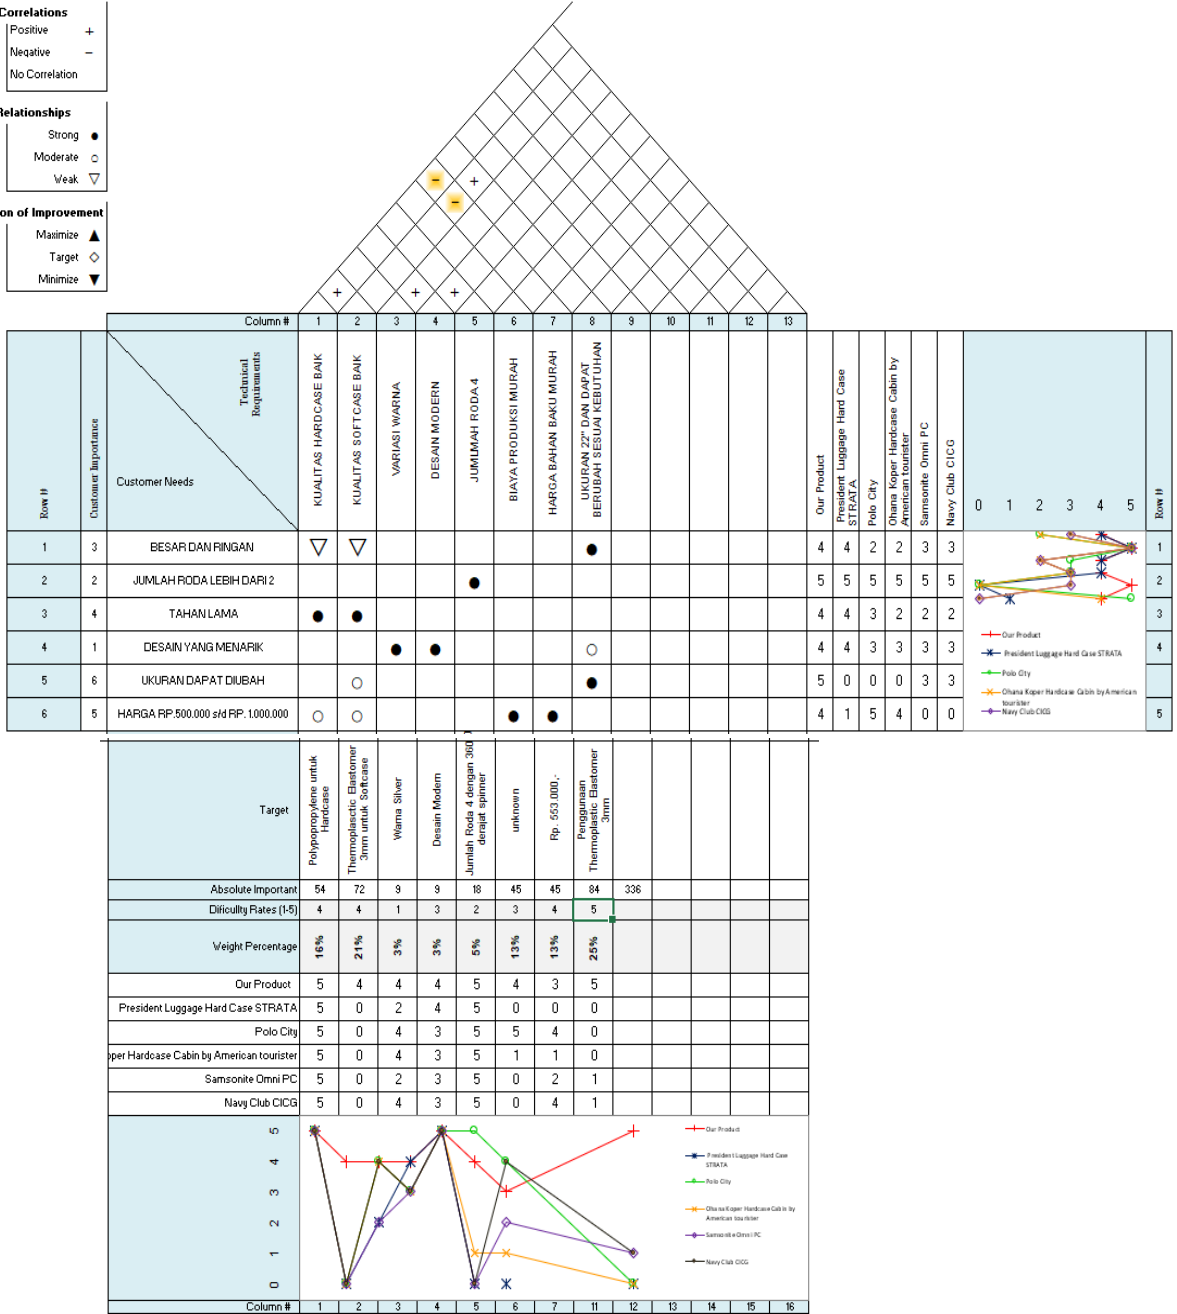 Correlations
Positive +
Negative −
No Correlation
Relationships
Strong ●
Moderate ○
Weak ▽
on of Improvement
Maximize ▲
Target ◇
Minimize ▼
Column # 1 2 3 4 5 6 7 8 9 10 11 12 13
Row #
Customer Importance
Technical
Requirements
Customer Needs
KUALITAS HARDCASE BAIK
KUALITAS SOFTCASE BAIK
VARIASI WARNA
DESAIN MODERN
JUMLMAH RODA 4
BIAYA PRODUKSI MURAH
HARGA BAHAN BAKU MURAH
UKURAN 22" DAN DAPAT
BERUBAH SESUAI KEBUTUHAN
Our Product
President Luggage Hard Case
STRATA
Polo City
Ohana Koper Hardcase Cabin by
American tourister
Samsonite Omni PC
Navy Club CICG
0 1 2 3 4 5
Row #
1 3 BESAR DAN RINGAN ▽ ▽ ● 4 4 2 2 3 3 1
2 2 JUMLAH RODA LEBIH DARI 2 ● 5 5 5 5 5 5 2
3 4 TAHAN LAMA ● ● 4 4 3 2 2 2 3
4 1 DESAIN YANG MENARIK ● ● ○ 4 4 3 3 3 3 4
5 6 UKURAN DAPAT DIUBAH ○ ● 5 0 0 0 3 3
6 5 HARGA RP.500.000 s/d RP. 1.000.000 ○ ○ ● ● 4 1 5 4 0 0 5
Our Product
President Luggage Hard Case STRATA
Polo City
Ohana Koper Hardcase Cabin by American
tourister
Navy Club CICG
Target
Polypopropylene untuk
Hardcase
Thermoplasctic Elastomer
3mm untuk Softcase
Warna Silver
Desain Modern
Jumlah Roda 4 dengan 360
derajat spinner
unknown
Rp. 553.000,-
Penggunaan
Thermoplastic Elastomer
3mm
Absolute Important 54 72 9 9 18 45 45 84 336
Dificullty Rates (1-5) 4 4 1 3 2 3 4 5
Weight Percentage 16% 21% 3% 3% 5% 13% 13% 25%
Our Product 5 4 4 4 5 4 3 5
President Luggage Hard Case STRATA 5 0 2 4 5 0 0 0
Polo City 5 0 4 3 5 5 4 0
oper Hardcase Cabin by American tourister 5 0 4 3 5 1 1 0
Samsonite Omni PC 5 0 2 3 5 0 2 1
Navy Club CICG 5 0 4 3 5 0 4 1
5
4
3
2
1
0
Our Product
President Luggage Hard Case
STRATA
Polo City
Ohana Koper Hardcase Cabin by
American tourister
Samsonite Omni PC
Navy Club CICG
Column # 1 2 3 4 5 6 7 11 12 13 14 15 16